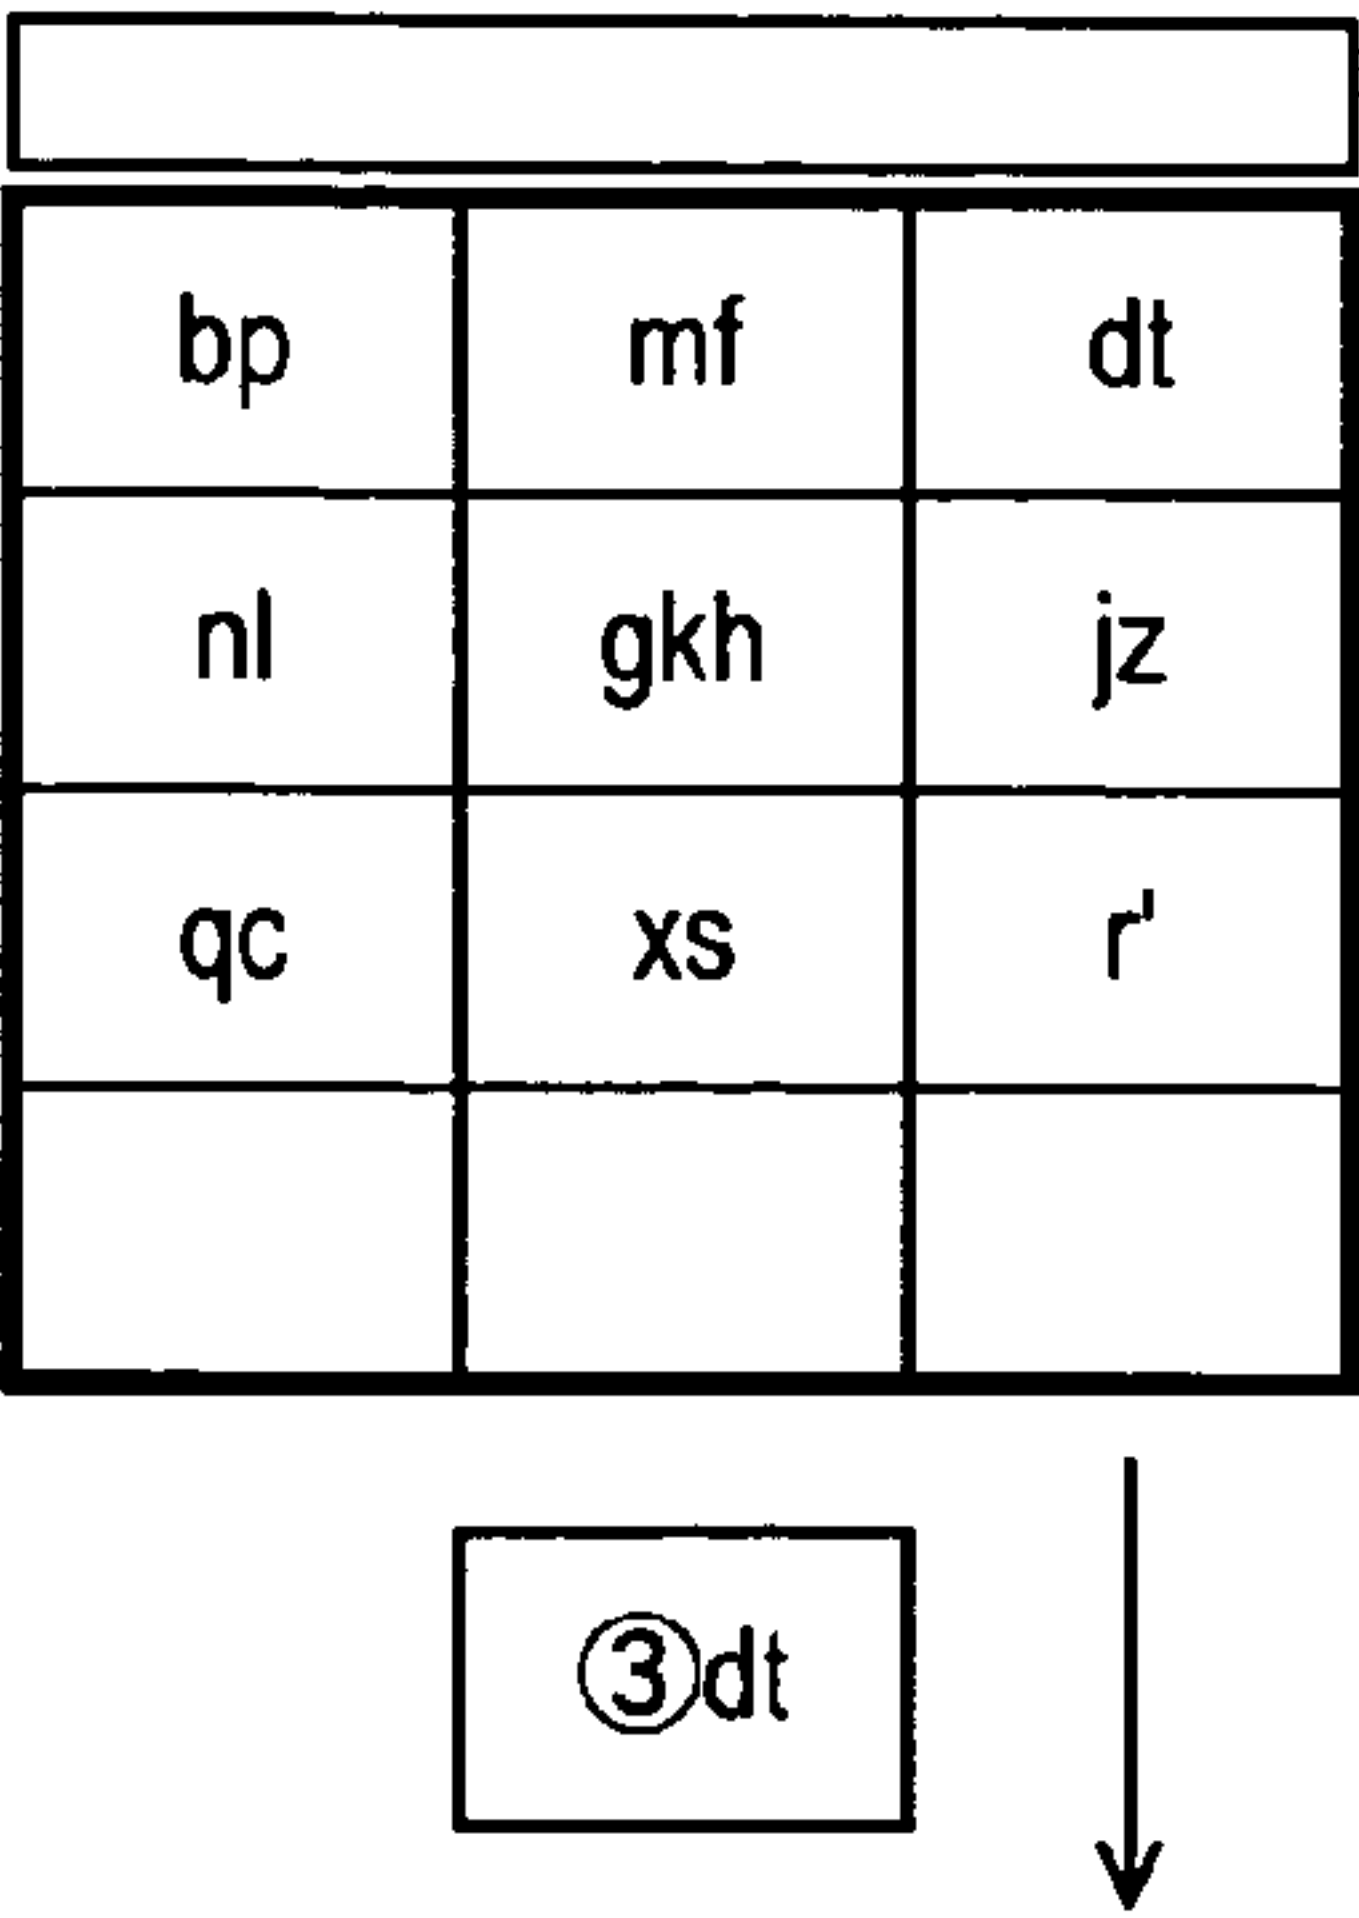 bp mf dt
nl gkh jz
qc xs r'
③dt